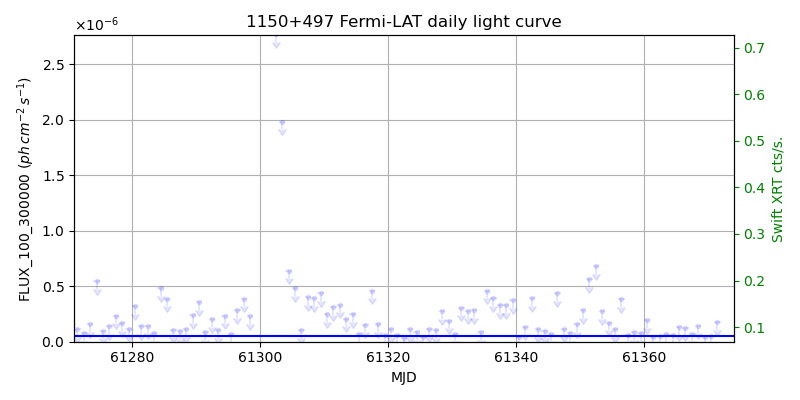 1150+497 Fermi-LAT daily light curve
×10⁻⁶
2.5
2.0
1.5
1.0
0.5
0.0
FLUX_100_300000 (ph cm⁻² s⁻¹)
0.7
0.6
0.5
0.4
0.3
0.2
0.1
Swift XRT cts/s.
61280 61300 61320 61340 61360
MJD